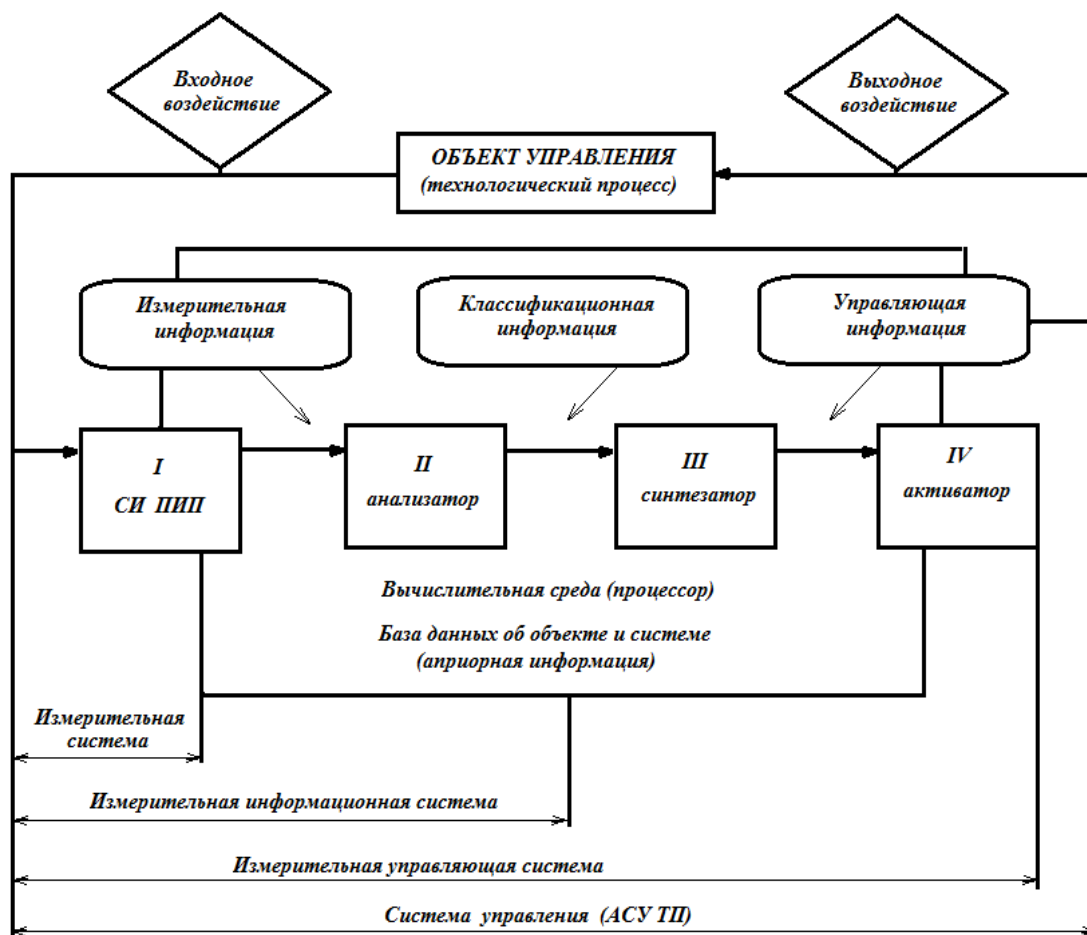 Входное
воздействие
Выходное
воздействие
ОБЪЕКТ УПРАВЛЕНИЯ
(технологический процесс)
Измерительная
информация
Классификационная
информация
Управляющая
информация
I
СИ ПИП
II
анализатор
III
синтезатор
IV
активатор
Вычислительная среда (процессор)
База данных об объекте и системе
(априорная информация)
Измерительная
система
Измерительная информационная система
Измерительная управляющая система
Система управления (АСУ ТП)